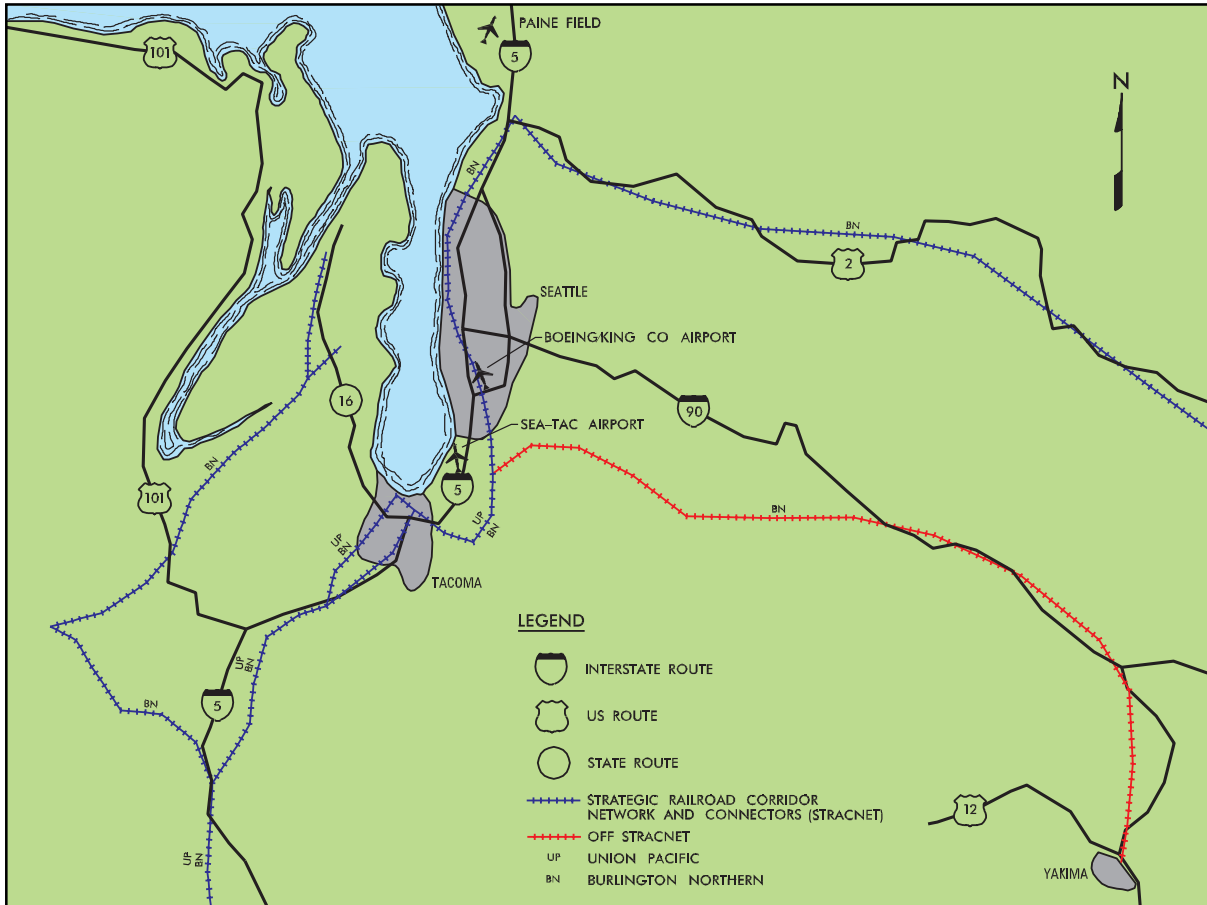 PAINE FIELD
101
5
N
BN
BN
2
SEATTLE
BOEING/KING CO AIRPORT
16
90
SEA-TAC AIRPORT
BN
5
101
UP
BN
BN
UP
BN
TACOMA
LEGEND
INTERSTATE ROUTE
US ROUTE
STATE ROUTE
STRATEGIC RAILROAD CORRIDOR
NETWORK AND CONNECTORS (STRACNET)
OFF STRACNET
UP UNION PACIFIC
BN BURLINGTON NORTHERN
UP
BN
BN
5
12
UP
BN
YAKIMA